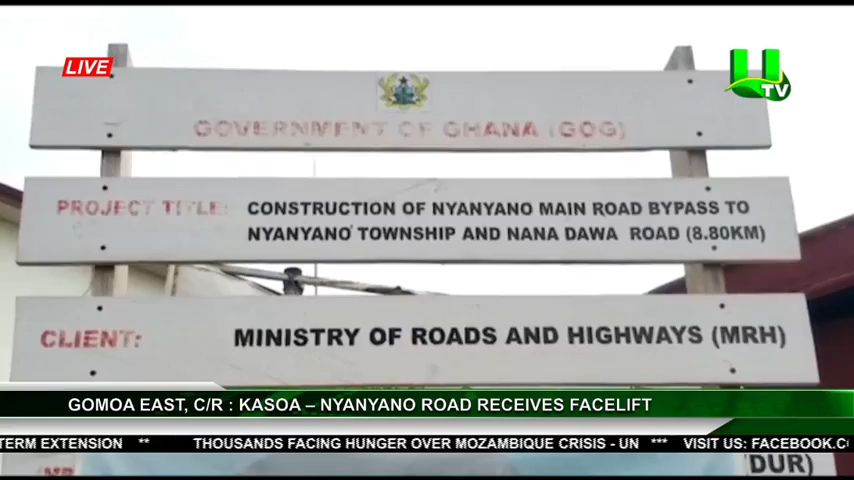 LIVE
U
TV
GOVERNMENT OF GHANA (GOG)
PROJECT TITLE:
CONSTRUCTION OF NYANYANO MAIN ROAD BYPASS TO
NYANYANO TOWNSHIP AND NANA DAWA ROAD (8.80KM)
CLIENT:
MINISTRY OF ROADS AND HIGHWAYS (MRH)
GOMOA EAST, C/R : KASOA – NYANYANO ROAD RECEIVES FACELIFT
TERM EXTENSION ** THOUSANDS FACING HUNGER OVER MOZAMBIQUE CRISIS - UN *** VISIT US: FACEBOOK.C
DUR)